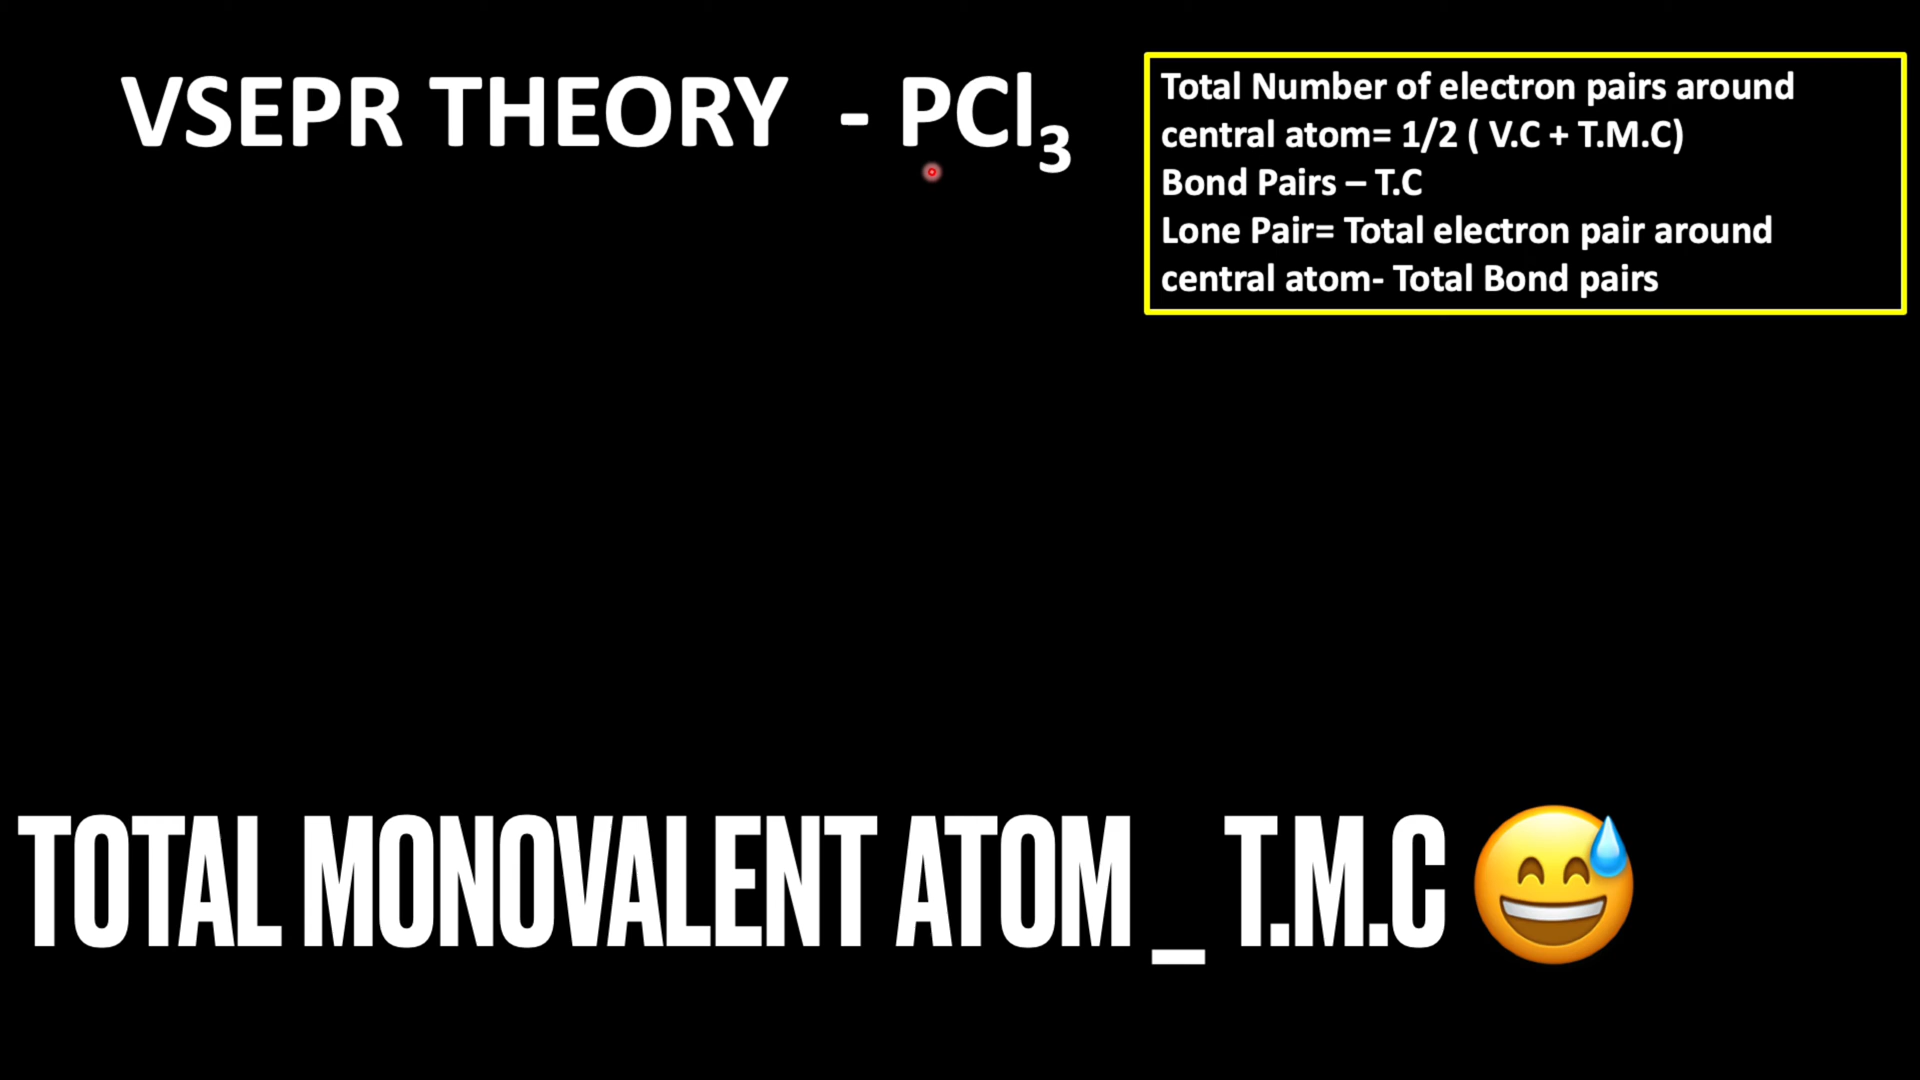 VSEPR THEORY - PCl₃
Total Number of electron pairs around
central atom= 1/2 ( V.C + T.M.C)
Bond Pairs – T.C
Lone Pair= Total electron pair around
central atom- Total Bond pairs
TOTAL MONOVALENT ATOM _ T.M.C 😅